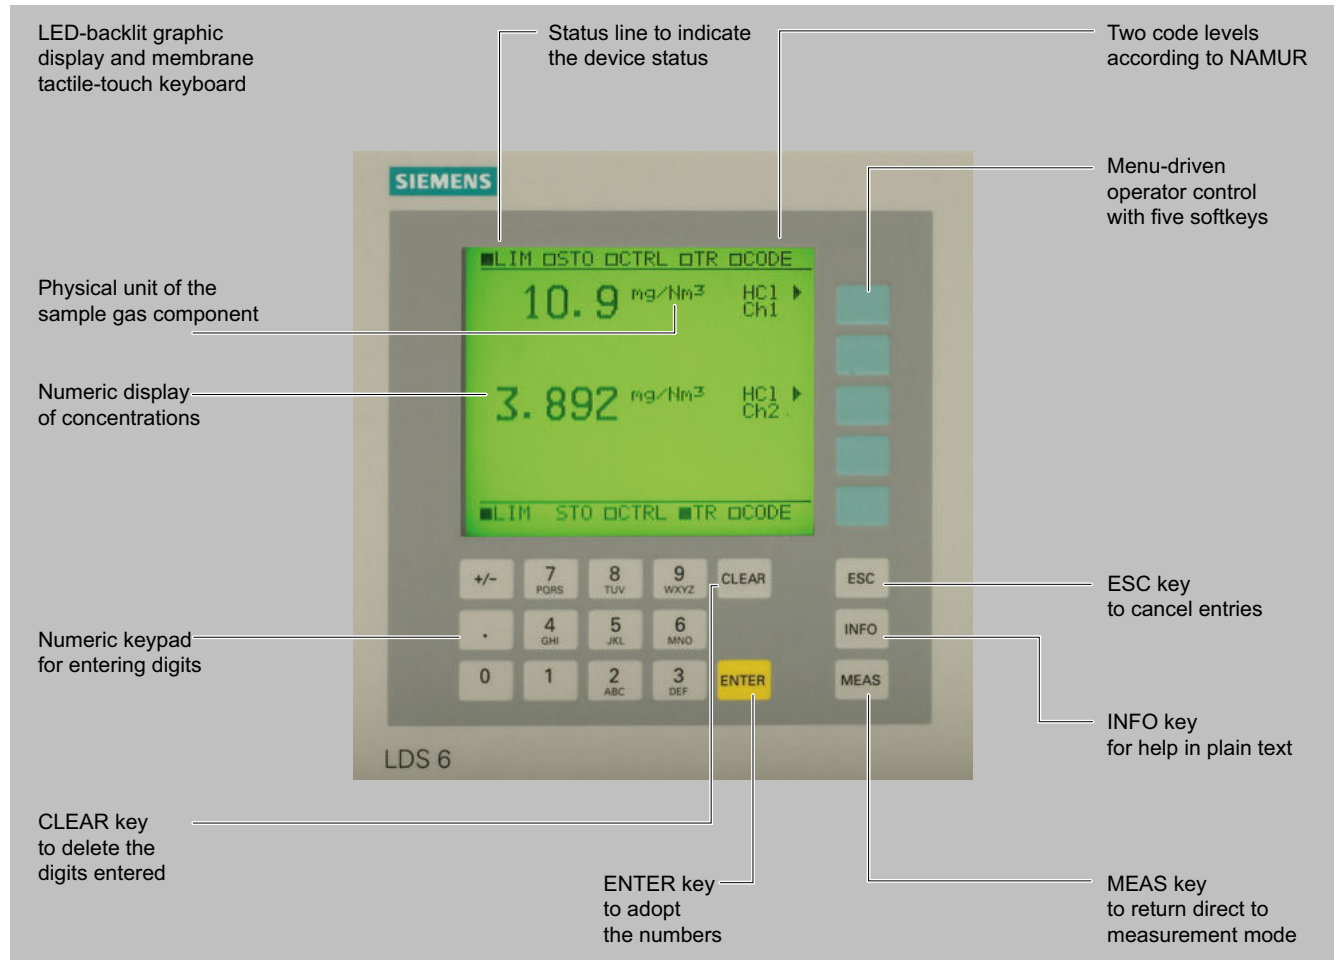 LED-backlit graphic
display and membrane
tactile-touch keyboard
Status line to indicate
the device status
Two code levels
according to NAMUR
Menu-driven
operator control
with five softkeys
Physical unit of the
sample gas component
Numeric display
of concentrations
Numeric keypad
for entering digits
SIEMENS
■LIM □STO □CTRL □TR □CODE
10.9 mg/Nm³ HCl ▶
Ch1
3.892 mg/Nm³ HCl ▶
Ch2
■LIM STO □CTRL ■TR □CODE
+/- 7 8 9 CLEAR ESC
PQRS TUV WXYZ
. 4 5 6 INFO
GHI JKL MNO
0 1 2 3 ENTER MEAS
ABC DEF
LDS 6
ESC key
to cancel entries
INFO key
for help in plain text
CLEAR key
to delete the
digits entered
ENTER key
to adopt
the numbers
MEAS key
to return direct to
measurement mode